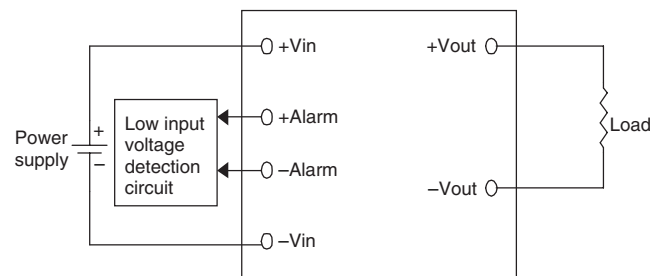 +Vin
+Vout
+Alarm
–Alarm
–Vout
–Vin
Power
supply
+
–
Low input
voltage
detection
circuit
Load